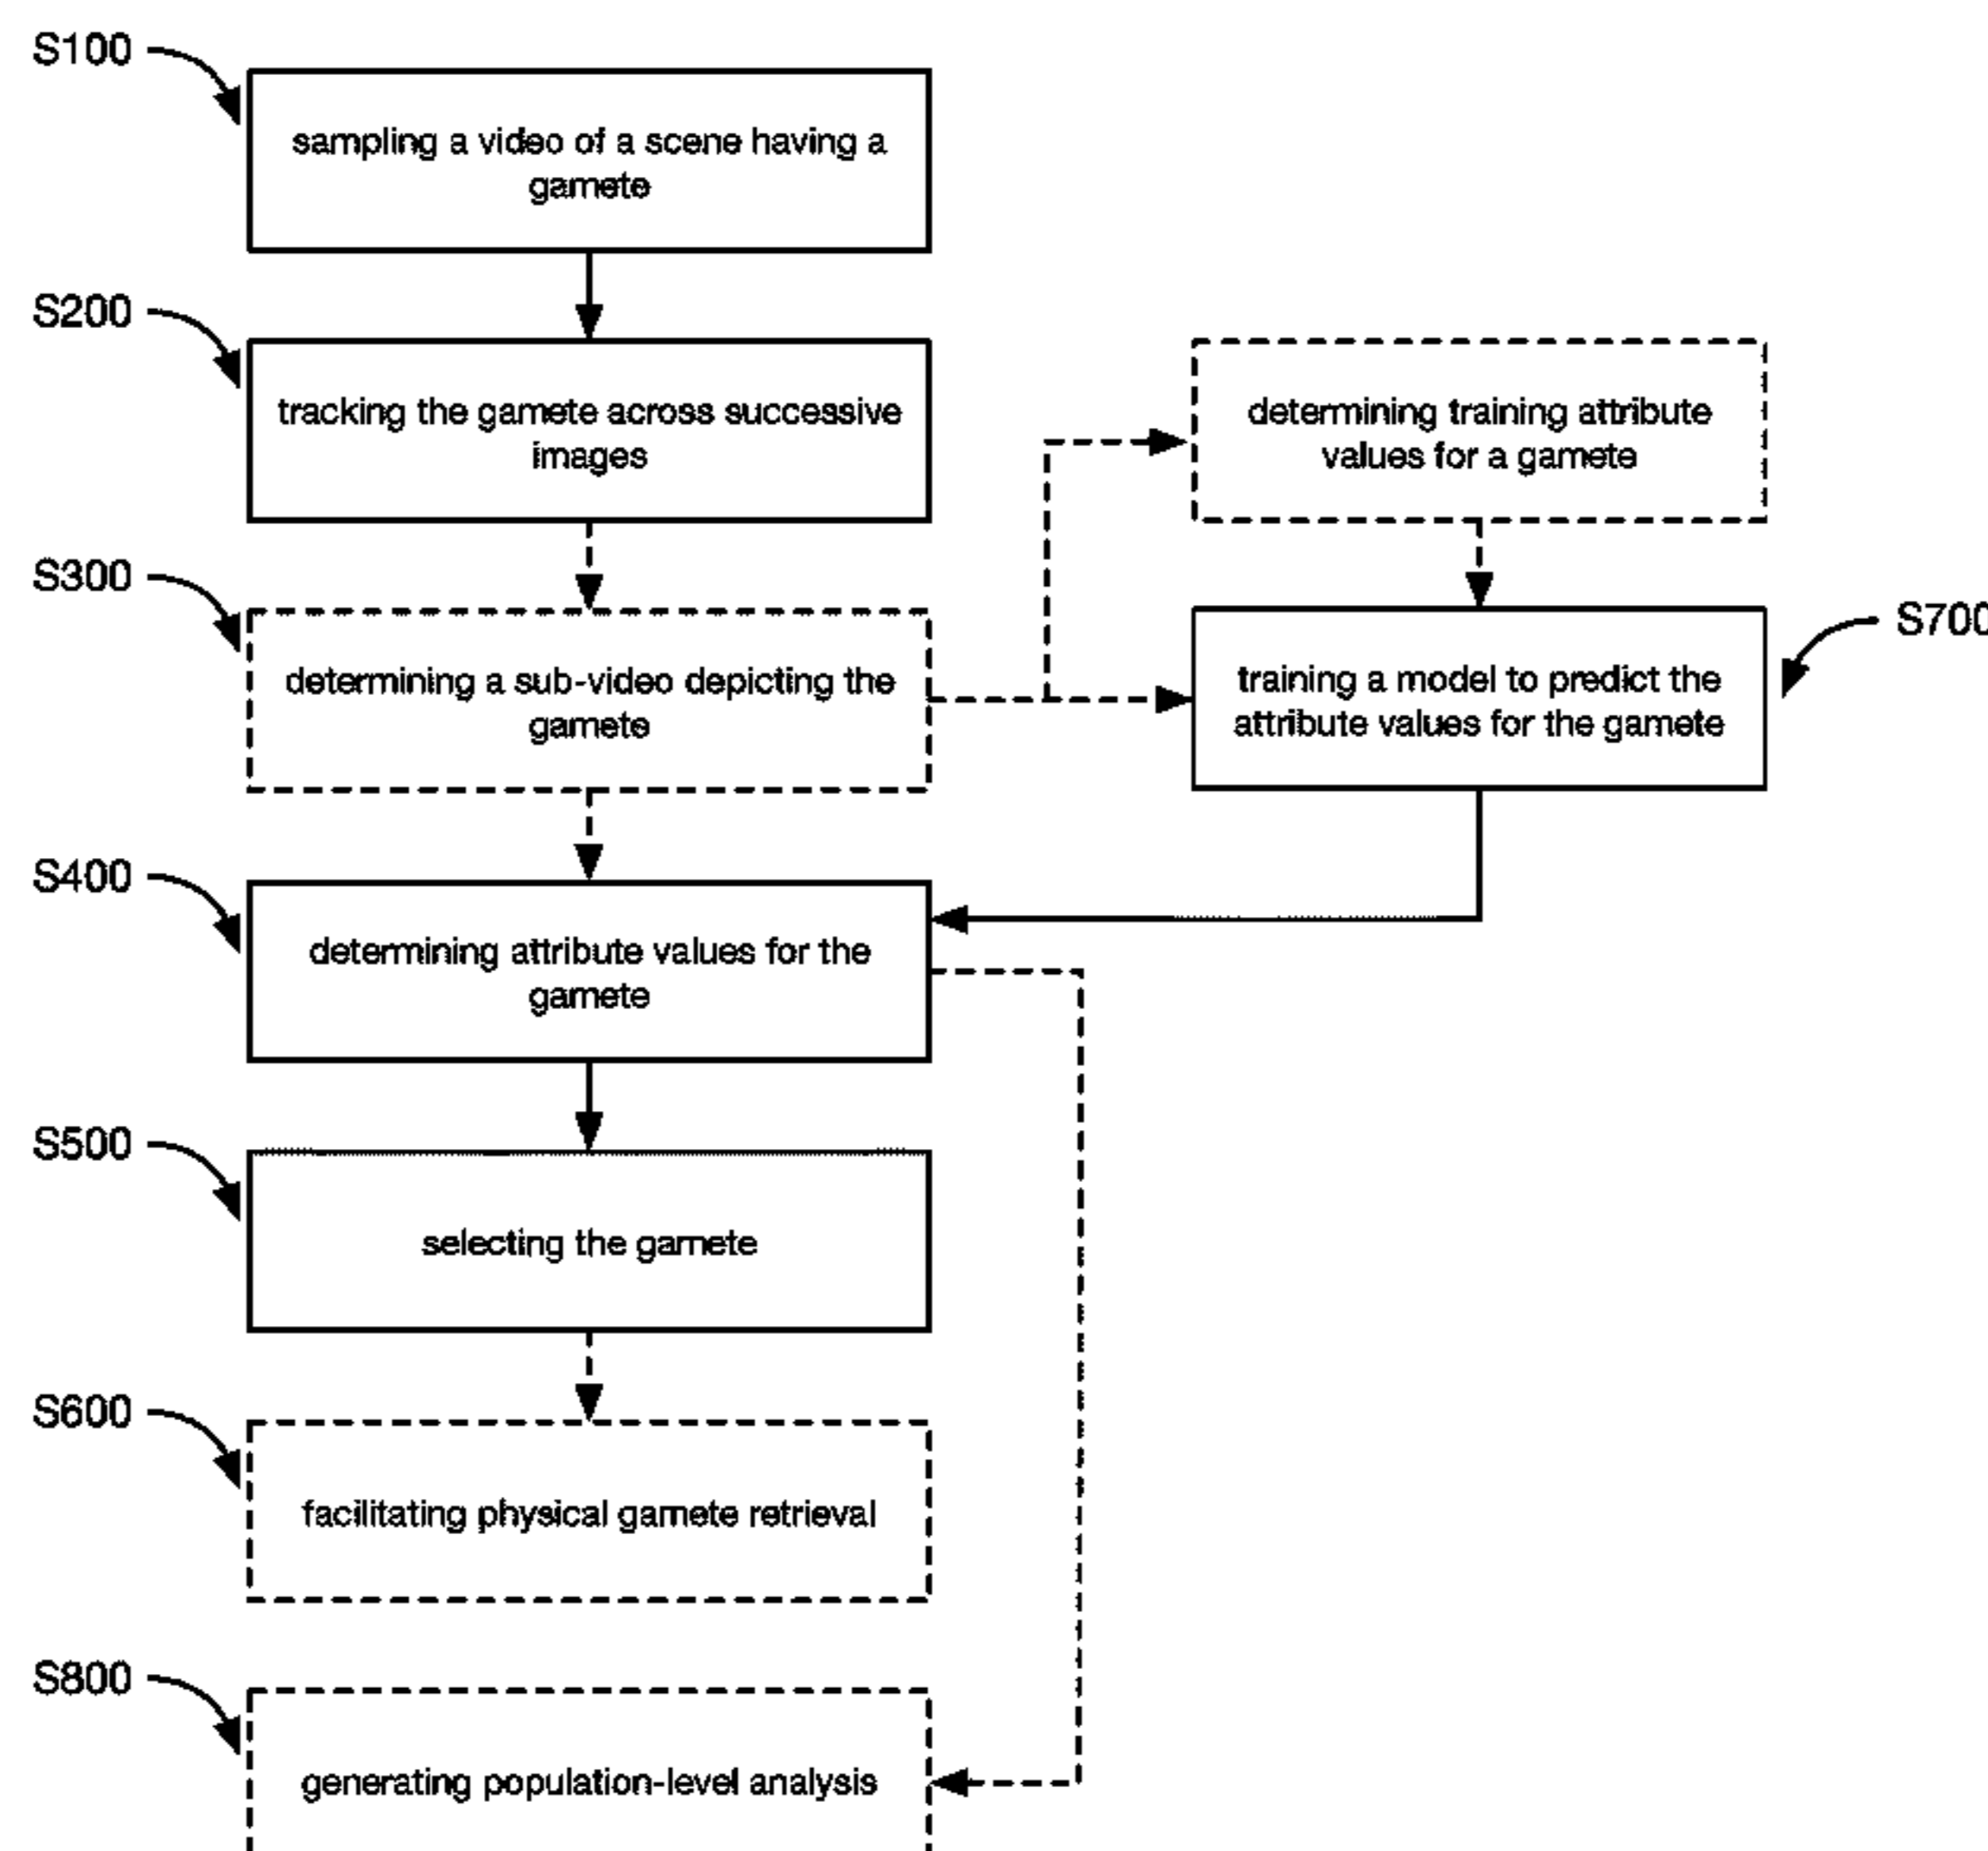 S100
sampling a video of a scene having a
gamete
S200
tracking the gamete across successive
images
determining training attribute
values for a gamete
S300
determining a sub-video depicting the
gamete
training a model to predict the
attribute values for the gamete
S700
S400
determining attribute values for the
gamete
S500
selecting the gamete
S600
facilitating physical gamete retrieval
S800
generating population-level analysis